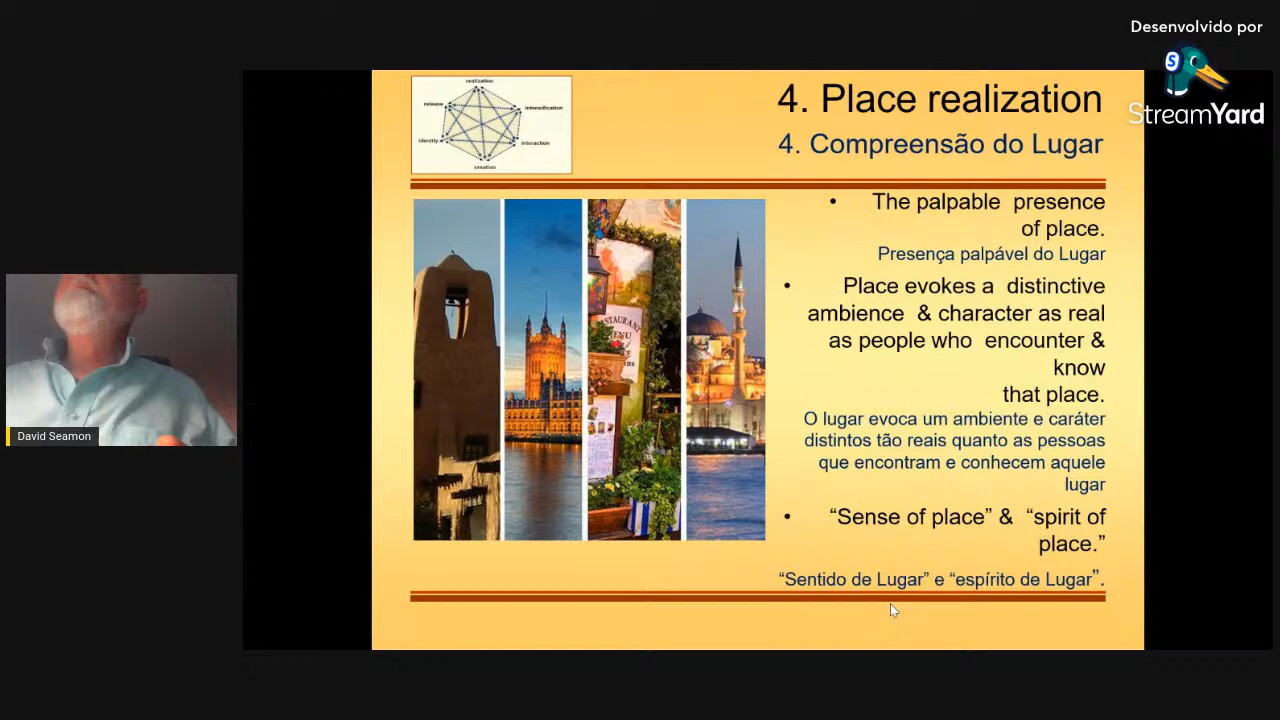 Desenvolvido por
StreamYard
realization
release
intensification
identity
interaction
creation
4. Place realization
4. Compreensão do Lugar
• The palpable presence
of place.
Presença palpável do Lugar
• Place evokes a distinctive
ambience & character as real
as people who encounter &
know
that place.
O lugar evoca um ambiente e caráter
distintos tão reais quanto as pessoas
que encontram e conhecem aquele
lugar
• “Sense of place” & “spirit of
place.”
“Sentido de Lugar” e “espírito de Lugar”.
MENU
David Seamon